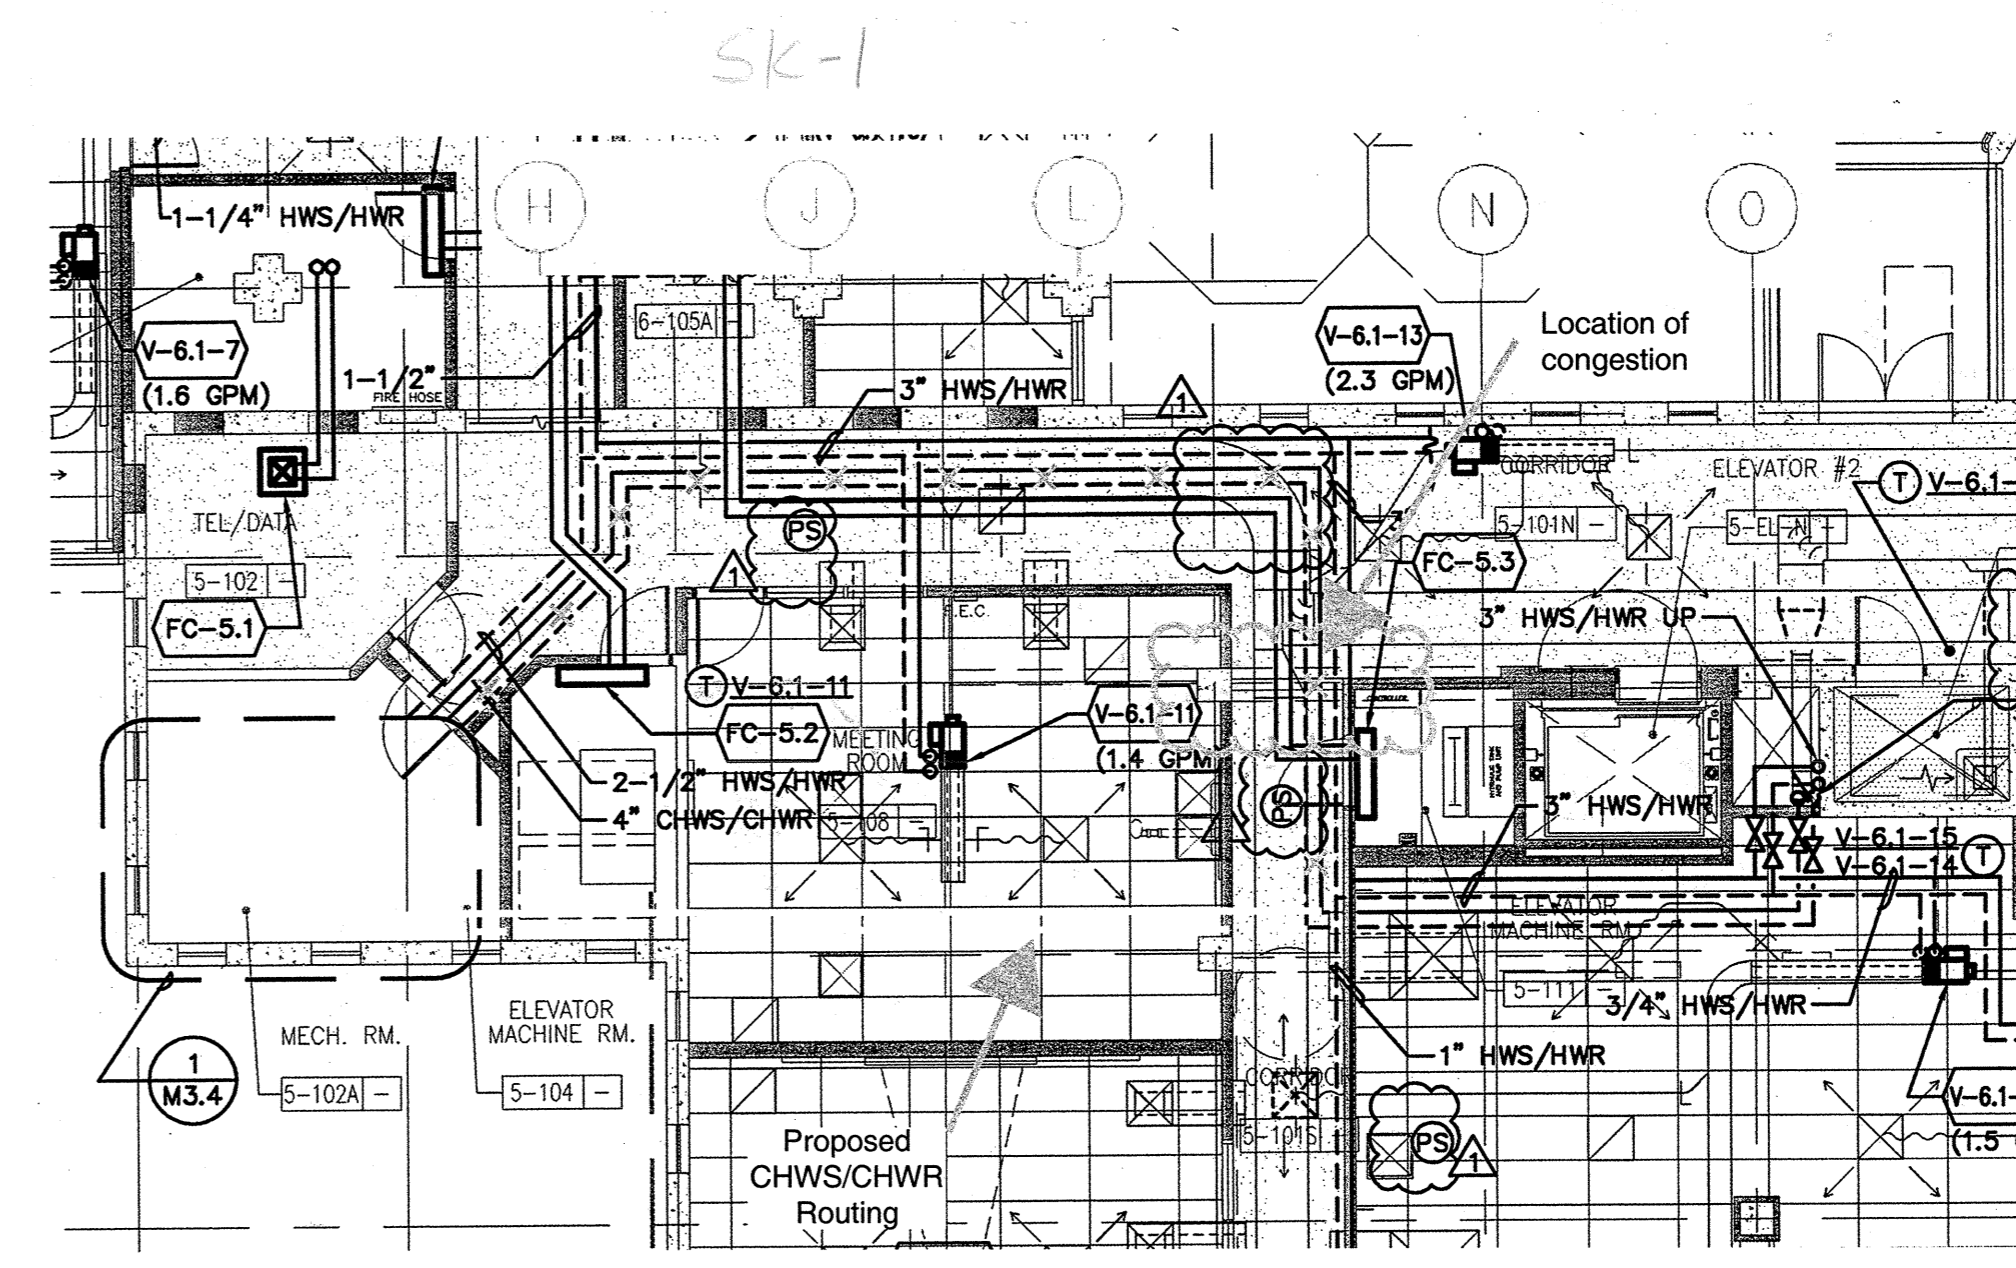 SK-1
H
J
L
N
O
1-1/4" HWS/HWR
V-6.1-7
(1.6 GPM)
1-1/2"
FIRE HOSE
6-105A -
3" HWS/HWR
1
V-6.1-13
(2.3 GPM)
Location of
congestion
TEL/DATA
5-102 -
FC-5.1
PS
1
CORRIDOR
5-101N -
ELEVATOR #2
5-EL-N -
T V-6.1-
FC-5.3
3" HWS/HWR UP
E.C.
T V-6.1-11
FC-5.2
MEETING
ROOM
V-6.1-11
(1.4 GPM
CONTROLLER
2-1/2" HWS/HWR
4" CHWS/CHWR
5-108 -
PS
3" HWS/HWR
V-6.1-15
V-6.1-14
T
ELEVATOR
MACHINE RM.
5-111 -
3/4" HWS/HWR
1" HWS/HWR
MECH. RM.
5-102A -
ELEVATOR
MACHINE RM.
5-104 -
1
M3.4
CORRIDOR
5-101S
PS
1
V-6.1-
(1.5
Proposed
CHWS/CHWR
Routing